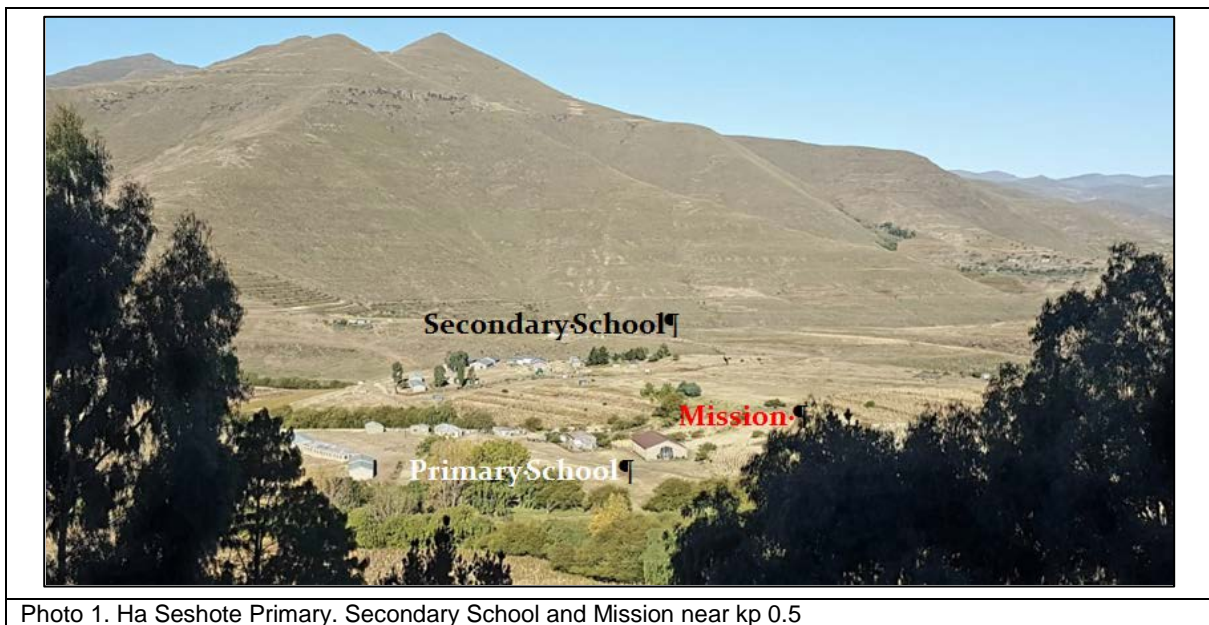 Secondary·School¶
Mission·¶
Primary·School¶
Photo 1. Ha Seshote Primary. Secondary School and Mission near kp 0.5